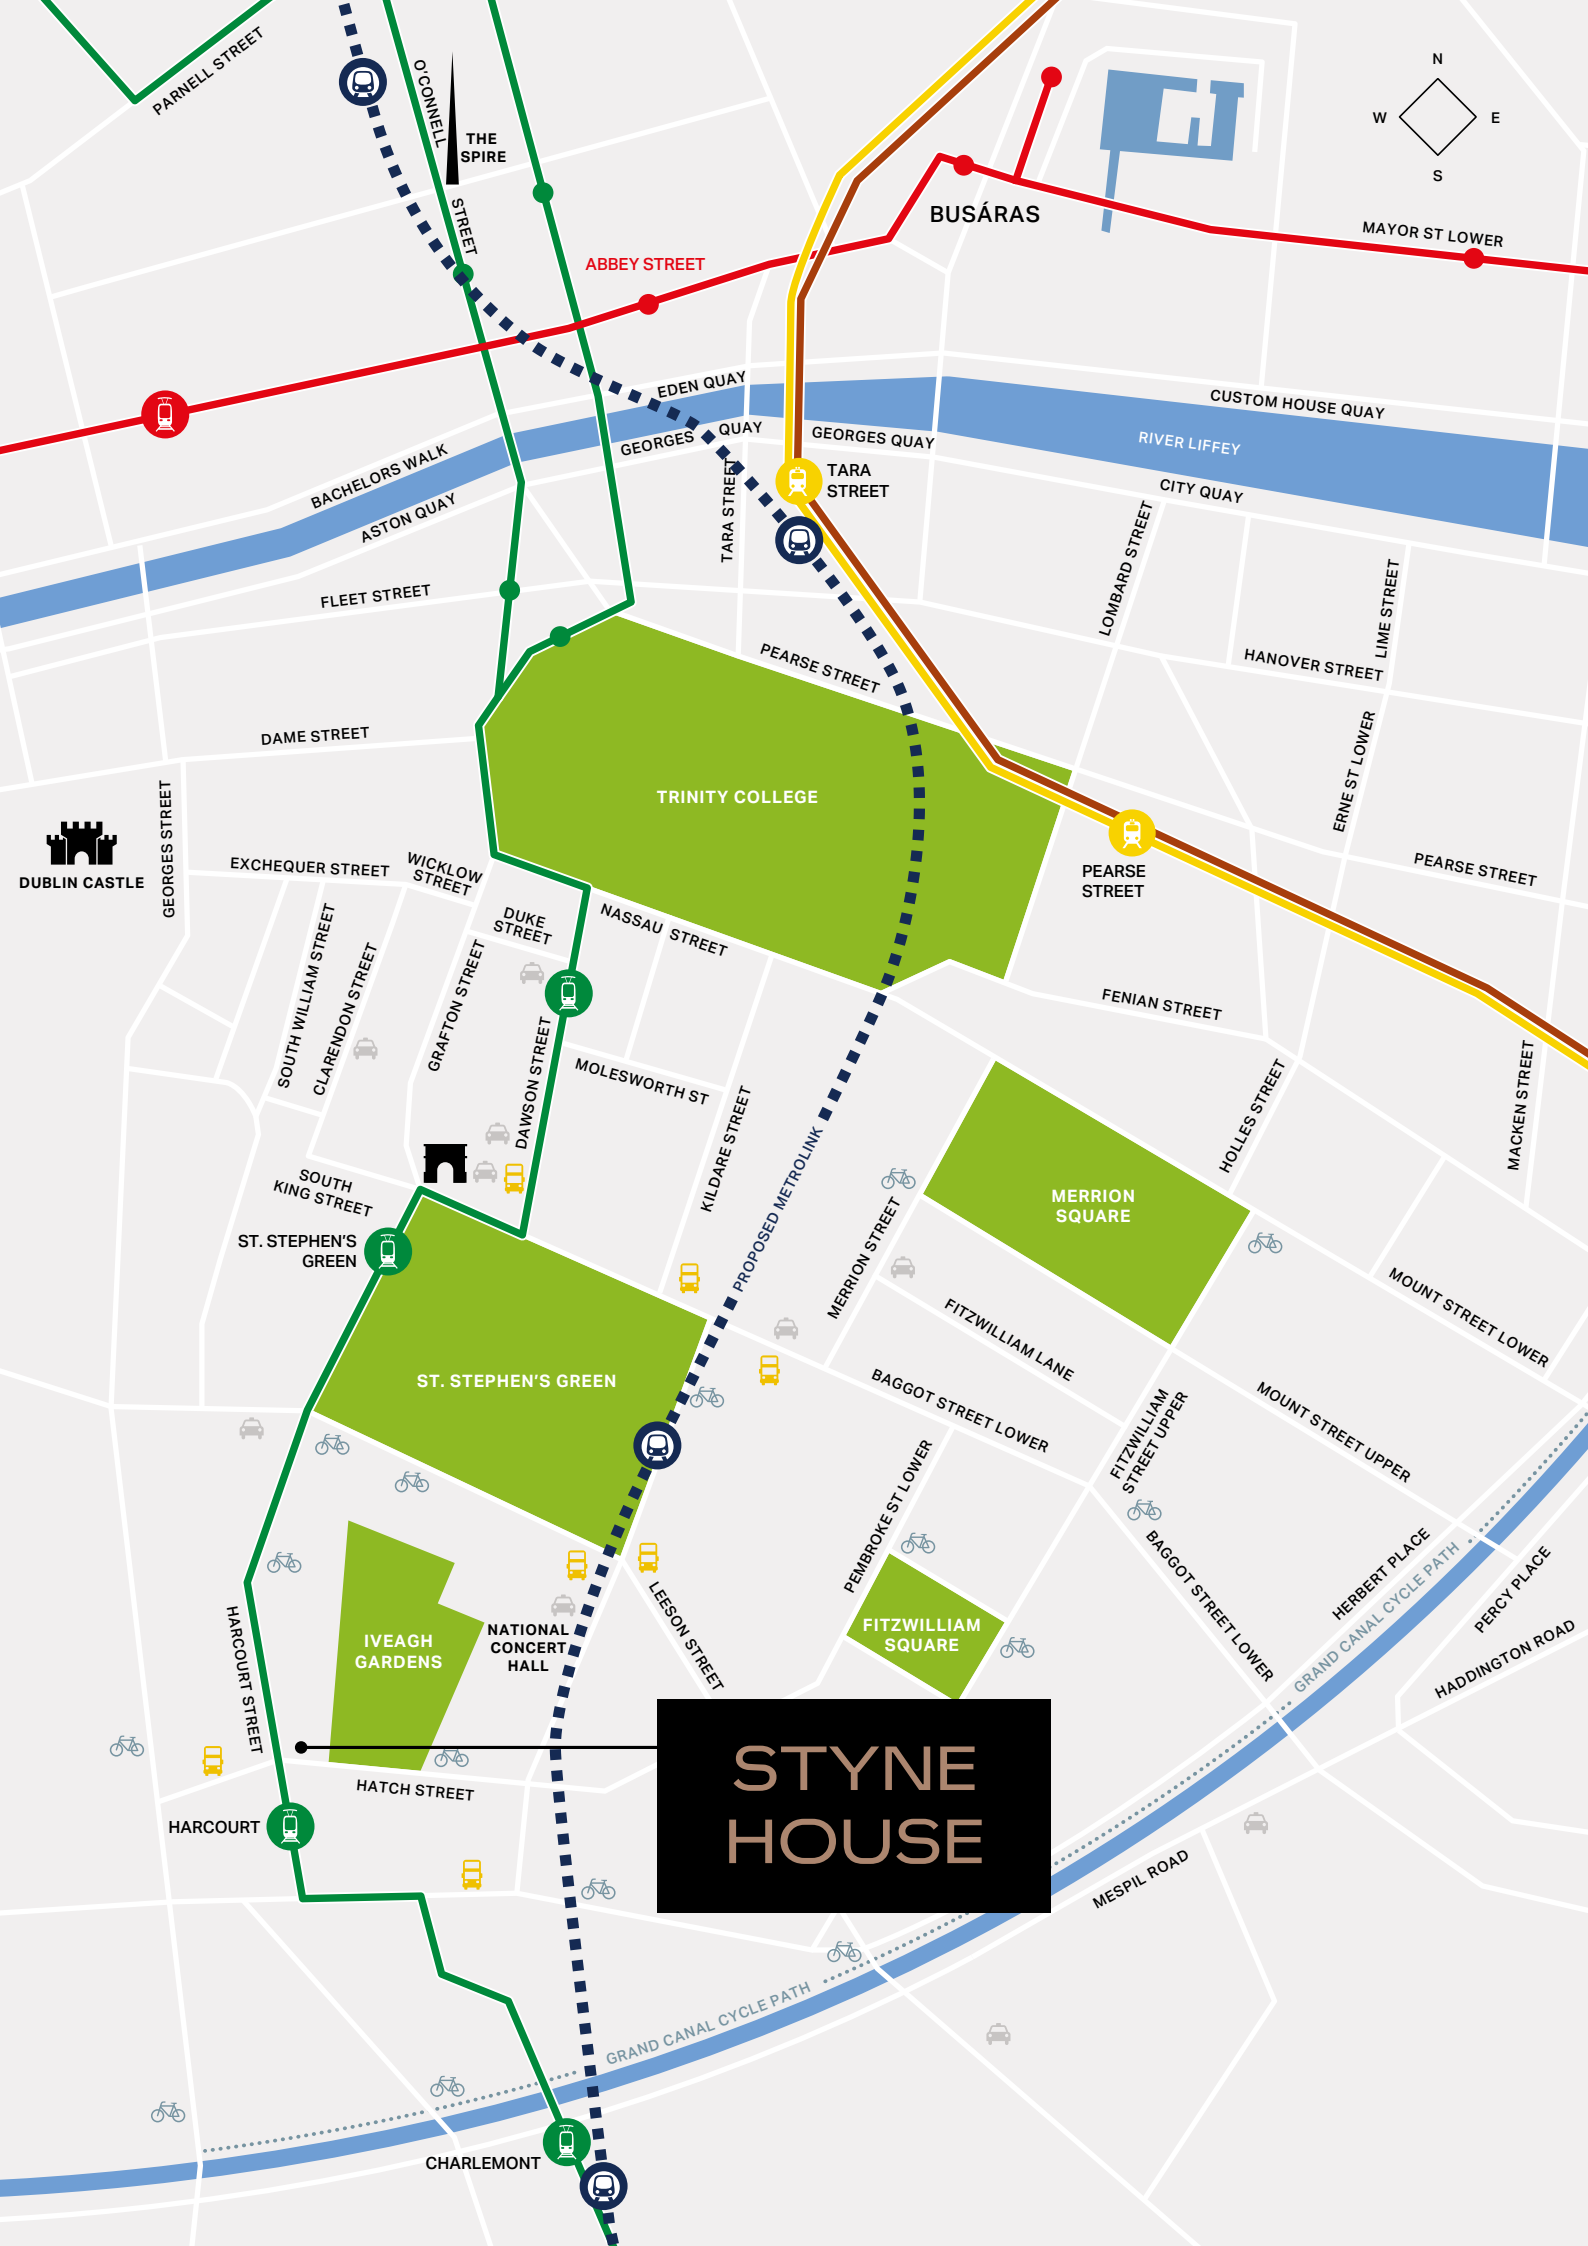 PARNELL STREET
O'CONNELL
STREET
THE
SPIRE
N
W
E
S
BUSÁRAS
MAYOR ST LOWER
ABBEY STREET
EDEN QUAY
CUSTOM HOUSE QUAY
BACHELORS WALK
GEORGES QUAY
GEORGES QUAY
RIVER LIFFEY
ASTON QUAY
TARA STREET
TARA
STREET
CITY QUAY
LOMBARD STREET
LIME STREET
FLEET STREET
PEARSE STREET
HANOVER STREET
DAME STREET
ERNE ST LOWER
TRINITY COLLEGE
GEORGES STREET
DUBLIN CASTLE
EXCHEQUER STREET
WICKLOW
STREET
PEARSE
STREET
PEARSE STREET
DUKE
STREET
NASSAU STREET
SOUTH WILLIAM STREET
CLARENDON STREET
GRAFTON STREET
DAWSON STREET
FENIAN STREET
MOLESWORTH ST
KILDARE STREET
MACKEN STREET
HOLLES STREET
PROPOSED METROLINK
SOUTH
KING STREET
MERRION
SQUARE
MERRION STREET
ST. STEPHEN'S
GREEN
FITZWILLIAM LANE
MOUNT STREET LOWER
ST. STEPHEN'S GREEN
BAGGOT STREET LOWER
FITZWILLIAM
STREET UPPER
MOUNT STREET UPPER
PEMBROKE ST LOWER
BAGGOT STREET LOWER
HERBERT PLACE
GRAND CANAL CYCLE PATH
PERCY PLACE
HADDINGTON ROAD
HARCOURT STREET
IVEAGH
GARDENS
NATIONAL
CONCERT
HALL
LEESON STREET
FITZWILLIAM
SQUARE
STYNE
HOUSE
HATCH STREET
HARCOURT
MESPIL ROAD
GRAND CANAL CYCLE PATH
CHARLEMONT